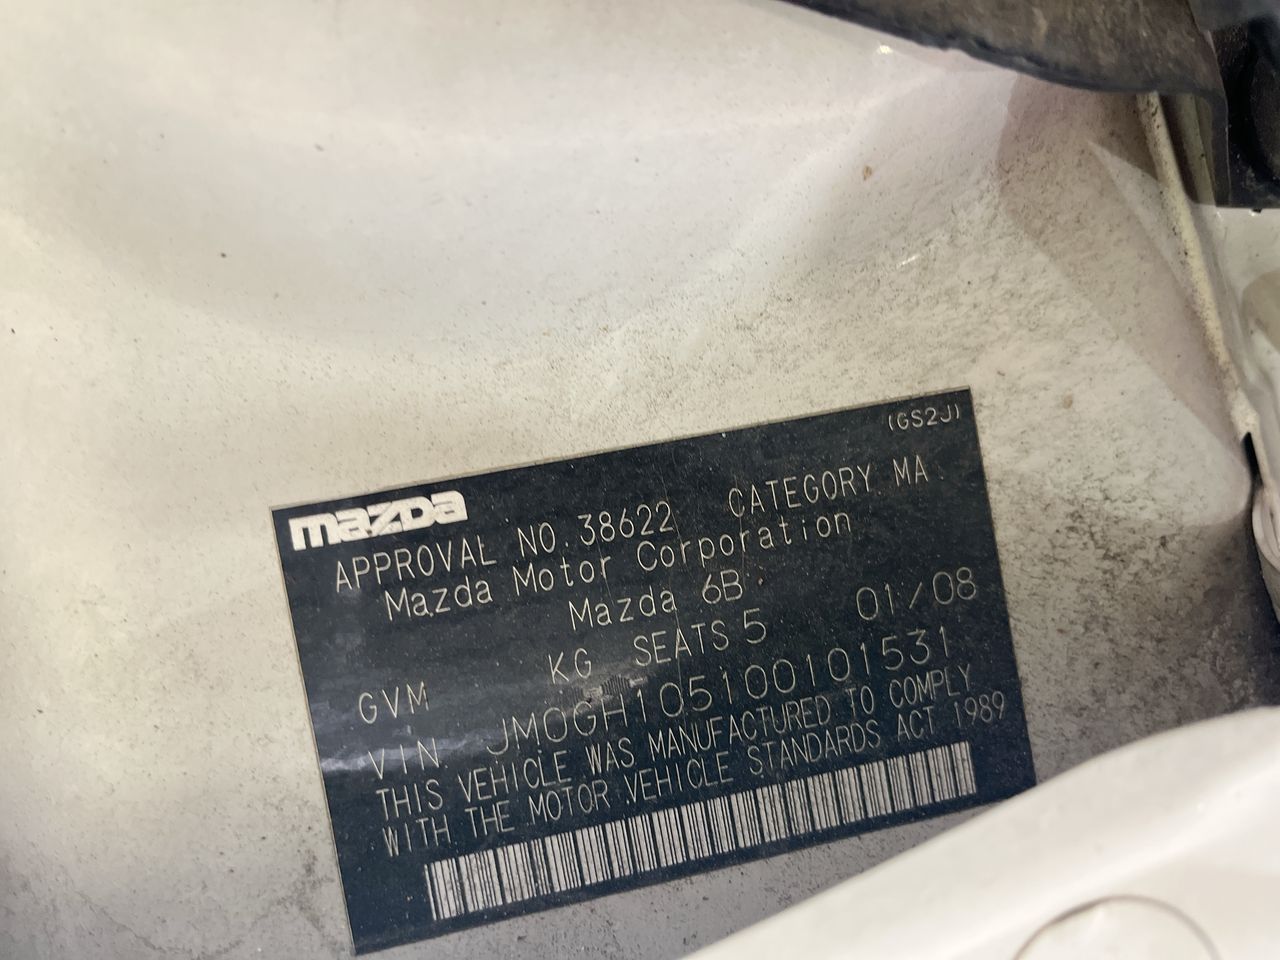 (GS2J)
mazda
APPROVAL NO. 38622 CATEGORY MA
Mazda Motor Corporation
Mazda 6B
01/08
GVM KG SEATS 5
VIN JM0GH105100101531
THIS VEHICLE WAS MANUFACTURED TO COMPLY
WITH THE MOTOR VEHICLE STANDARDS ACT 1989